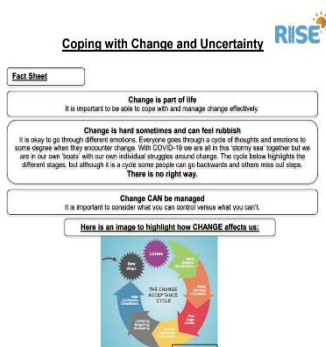 RISE
Coping with Change and Uncertainty
Fact Sheet
Change is part of life
It is important to be able to cope with and manage change effectively.
Change is hard sometimes and can feel rubbish
It is okay to go through different emotions. Everyone goes through a cycle of thoughts and emotions to
some degree when they encounter change. With COVID-19 we are all in this 'stormy sea' together but we
are in our own 'boats' with our own individual struggles around change. The cycle below highlights the
different stages, but although it is a cycle some people can go backwards and others miss out steps.
There is no right way.
Change CAN be managed
It is important to consider what you can control versus what you can't.
Here is an image to highlight how CHANGE affects us:
Losses
New
Ways
THE CHANGE
ACCEPTANCE
CYCLE